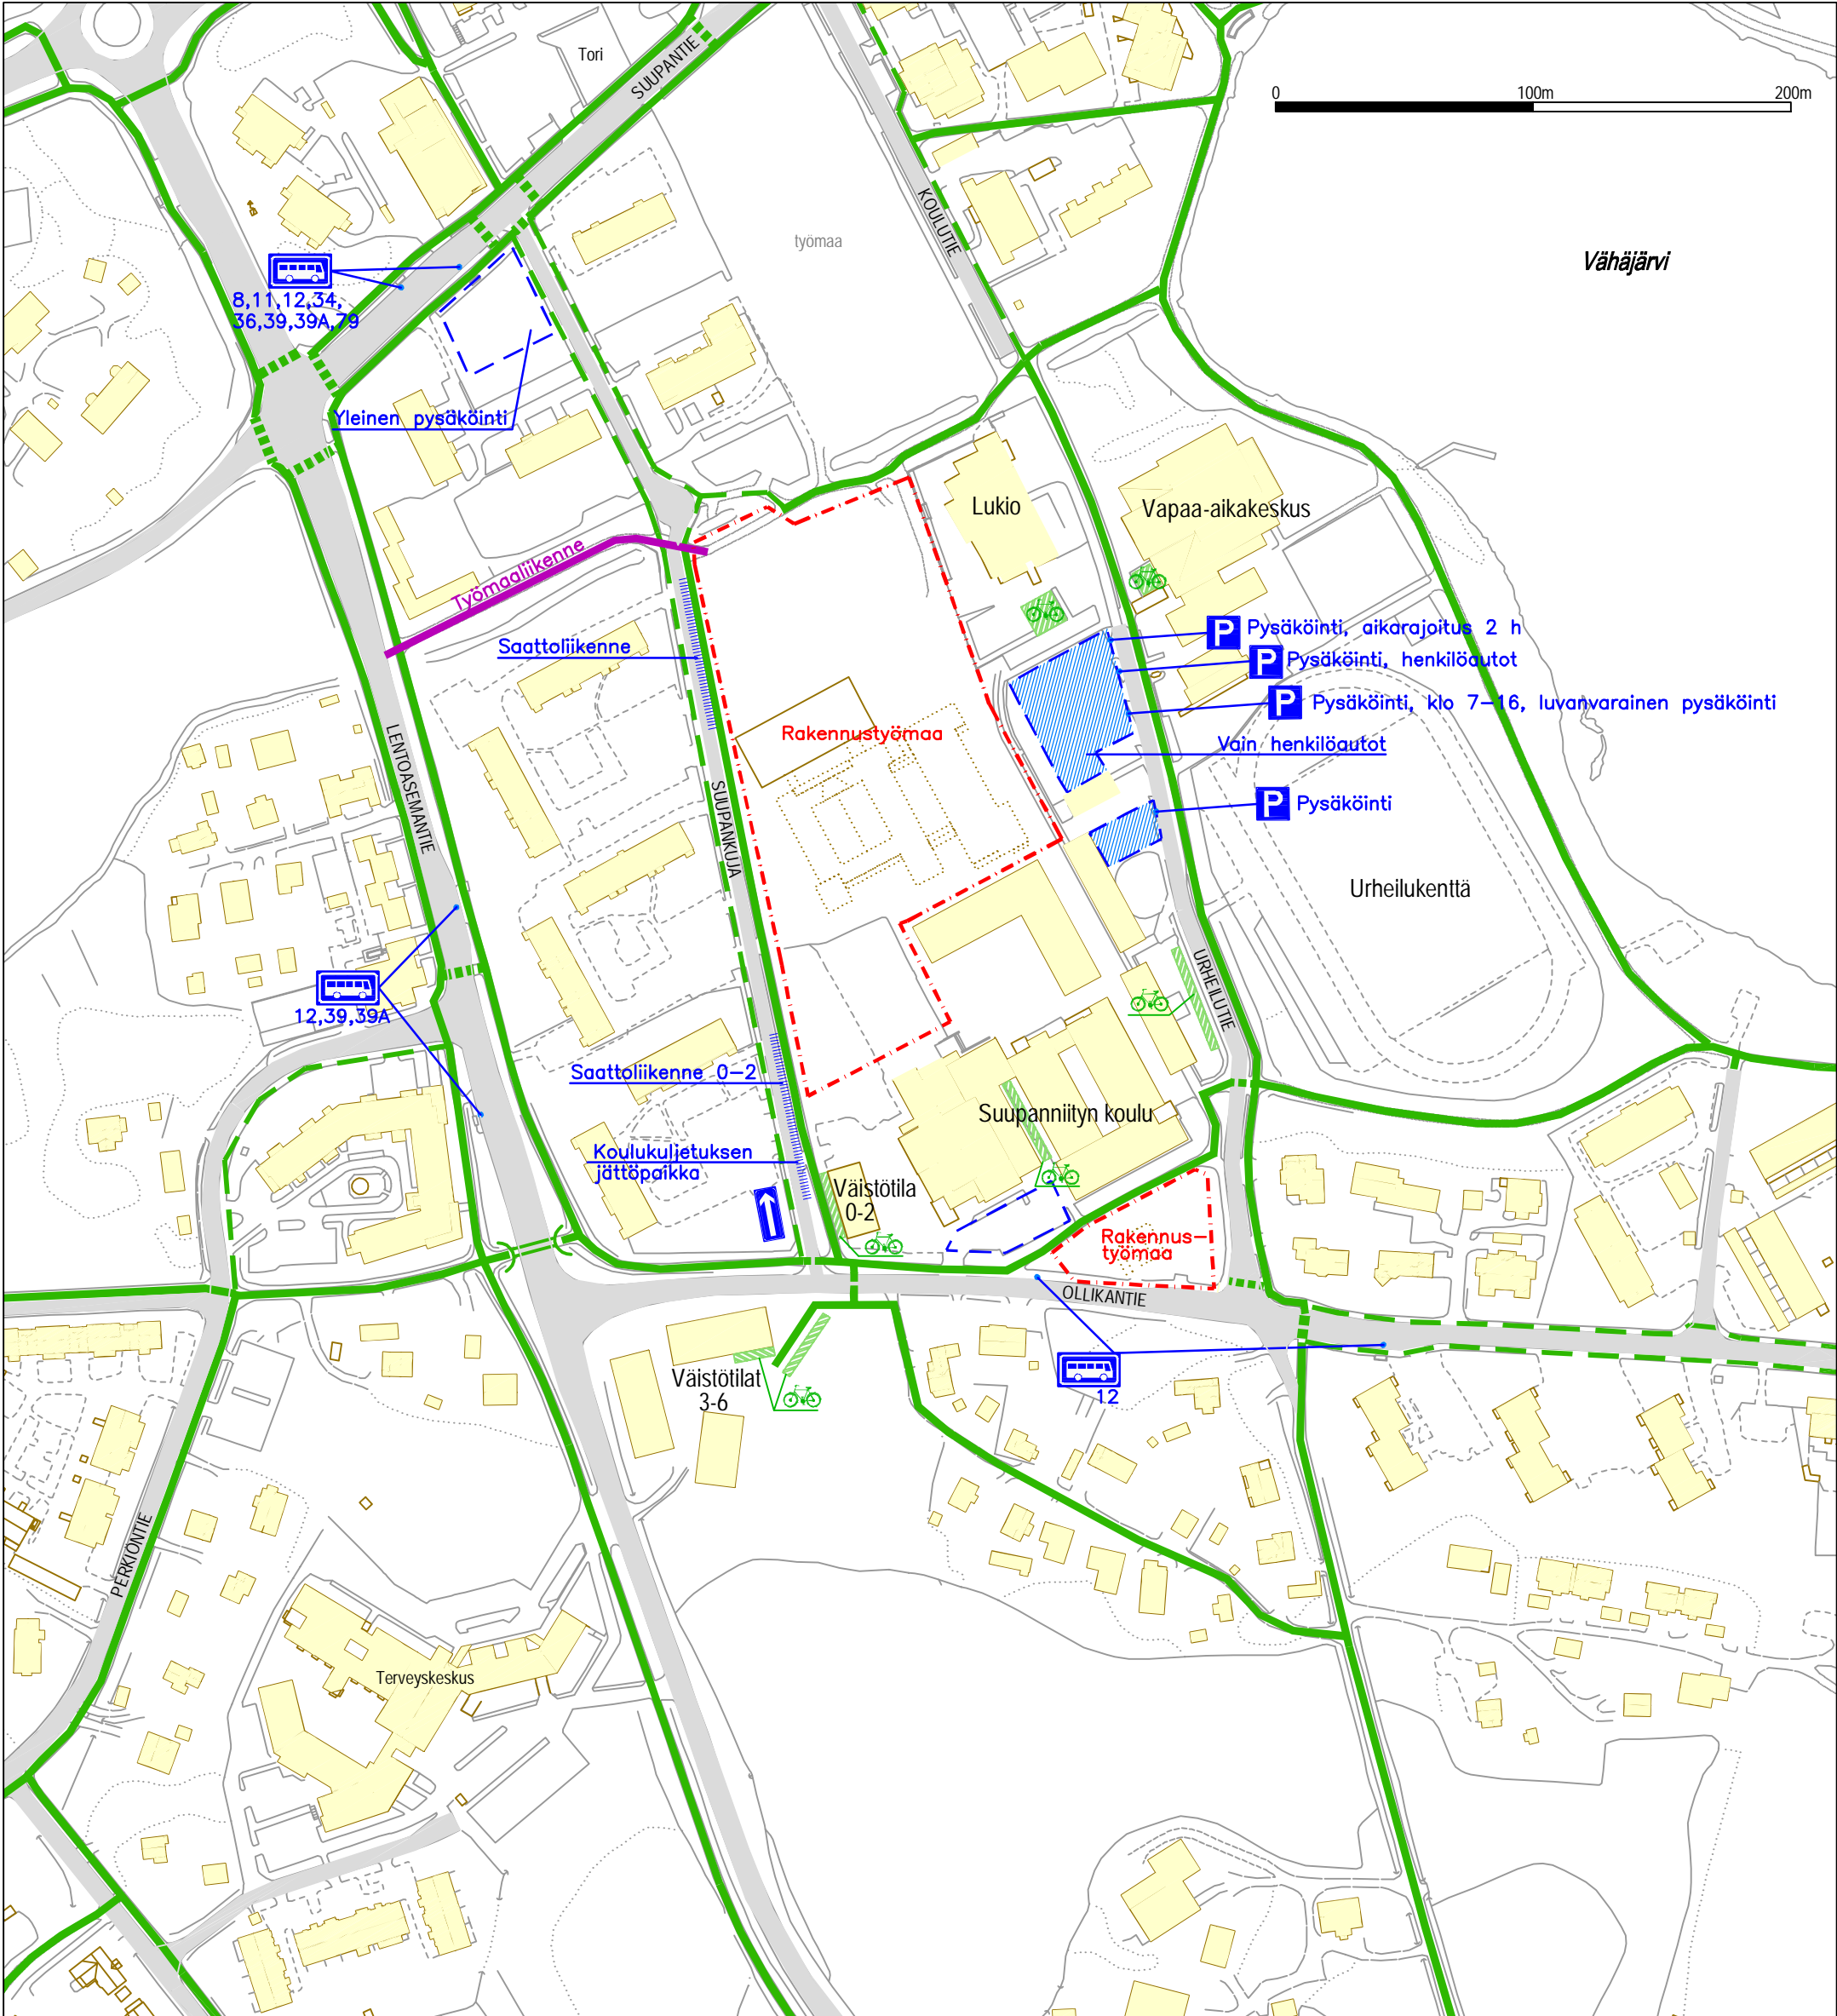 Tori
SUUPANTIE
0
100m
200m
KOULUTIE
työmaa
Vähäjärvi
8,11,12,34,
36,39,39A,79
Yleinen pysäköinti
Lukio
Vapaa-aikakeskus
Työmaaliikenne
Saattoliikenne
P Pysäköinti, aikarajoitus 2 h
P Pysäköinti, henkilöautot
P Pysäköinti, klo 7-16, luvanvarainen pysäköinti
Vain henkilöautot
Rakennustyömaa
LENTOASEMANTIE
SUUPANKUJA
P Pysäköinti
Urheilukenttä
URHEILUTIE
12,39,39A
Saattoliikenne 0-2
Suupanniityn koulu
Koulukuljetuksen
jättöpaikka
Väistötila
0-2
Rakennus-
työmaa
OLLIKANTIE
Väistötilat
3-6
12
PERKIÖNTIE
Terveyskeskus